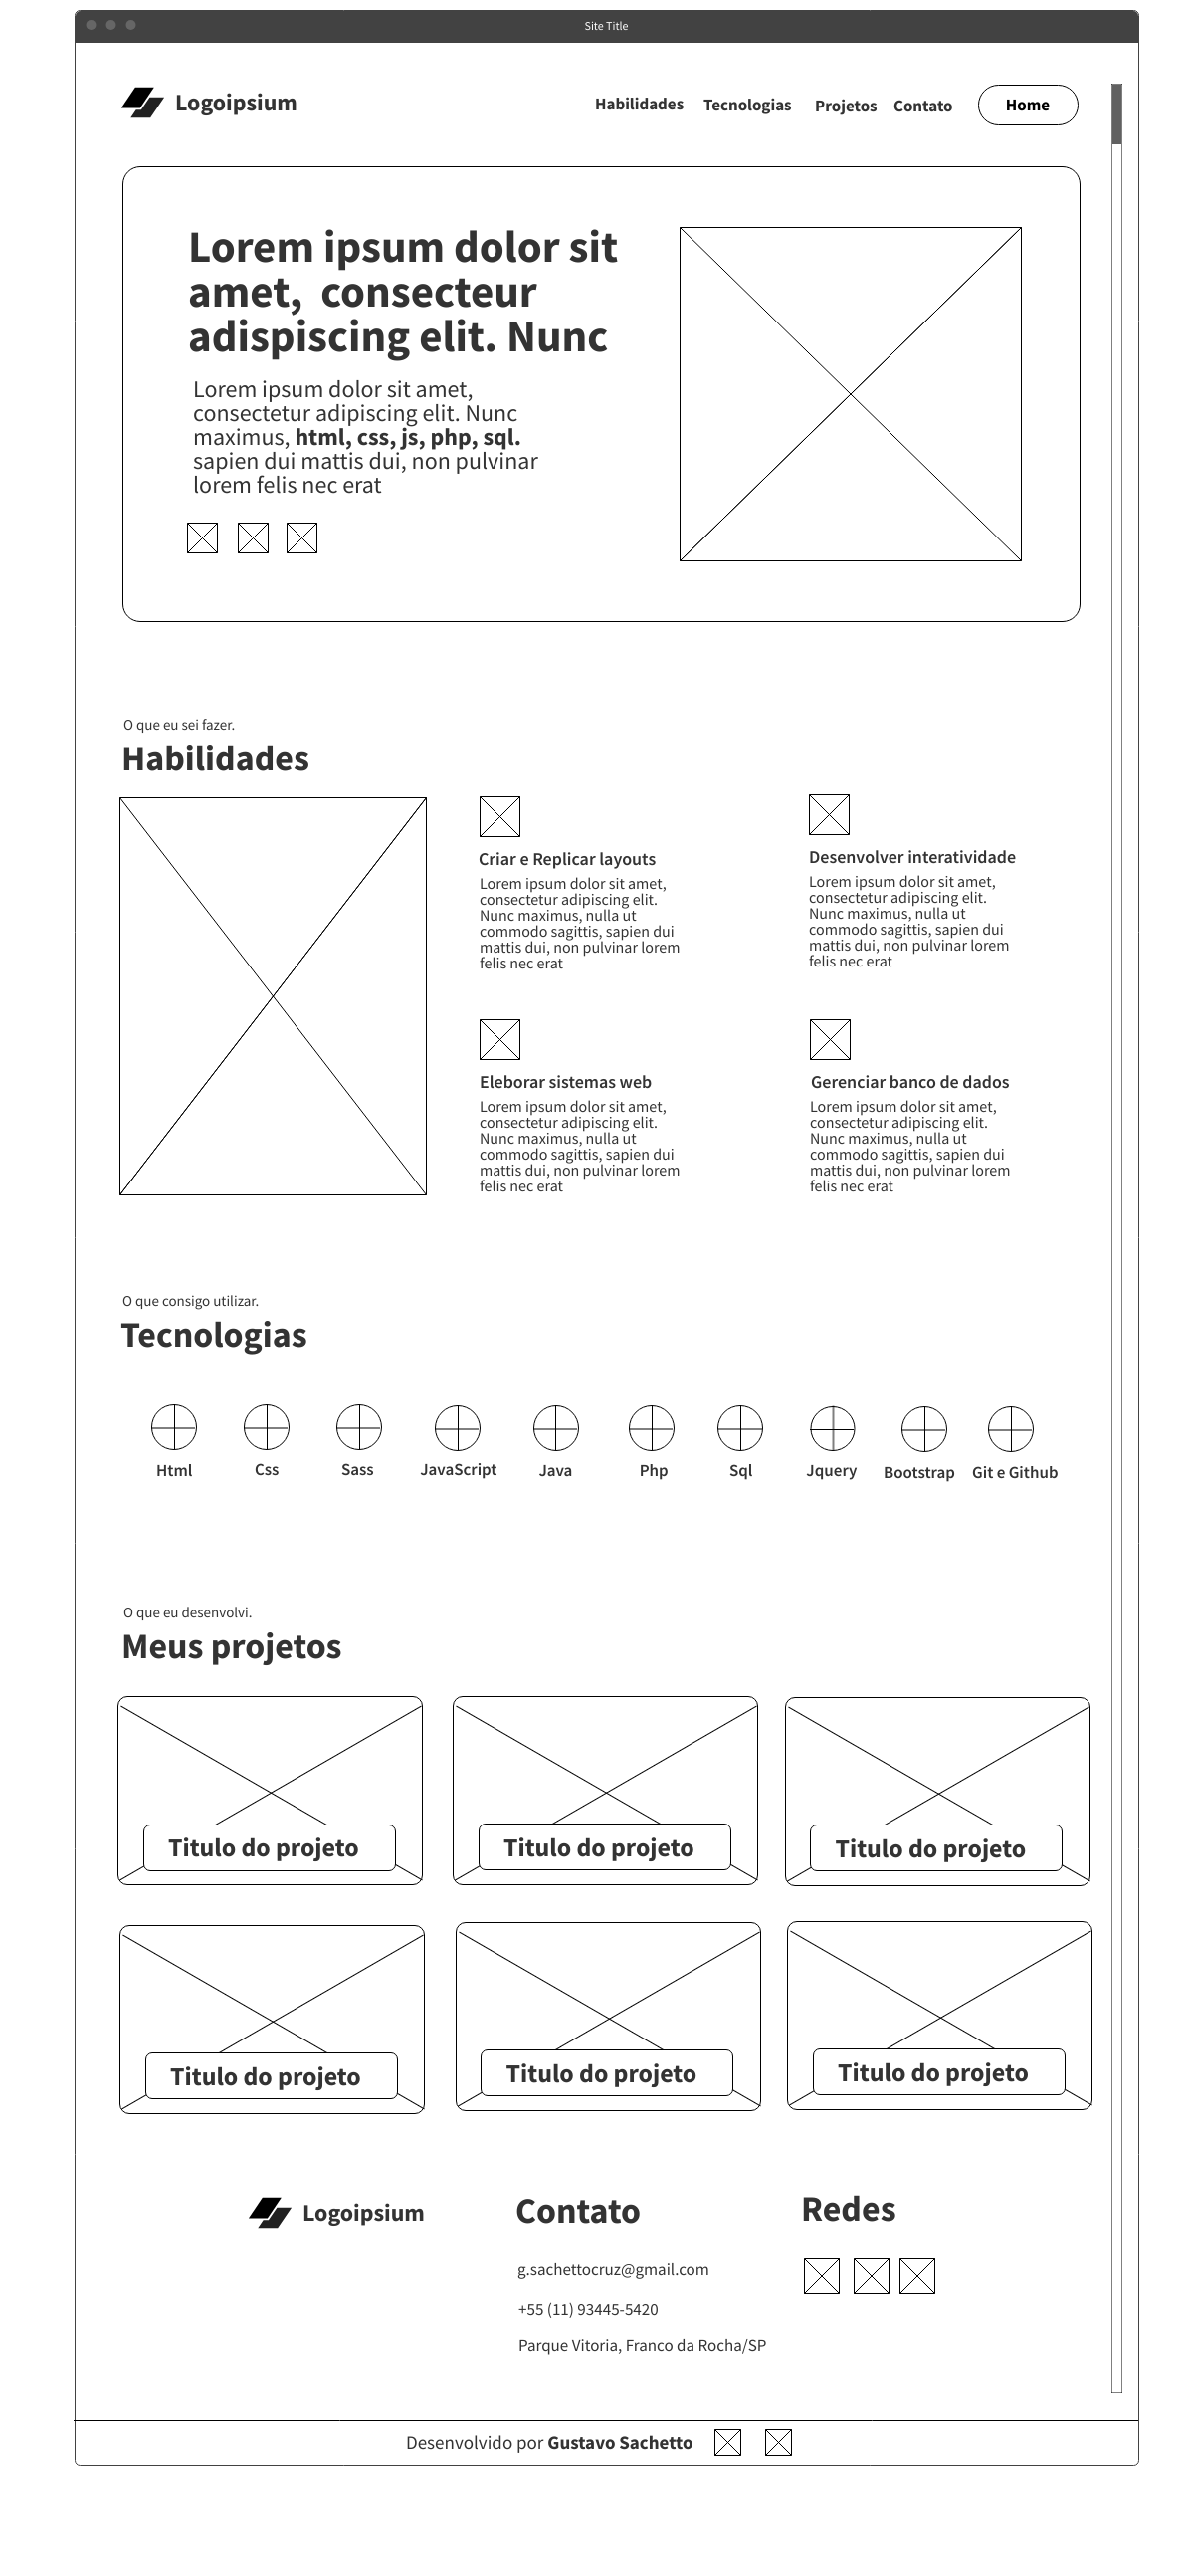 Site Title
Logoipsium
Habilidades Tecnologias Projetos Contato Home
Lorem ipsum dolor sit
amet, consecteur
adispiscing elit. Nunc
Lorem ipsum dolor sit amet,
consectetur adipiscing elit. Nunc
maximus, html, css, js, php, sql.
sapien dui mattis dui, non pulvinar
lorem felis nec erat
O que eu sei fazer.
Habilidades
Criar e Replicar layouts
Lorem ipsum dolor sit amet,
consectetur adipiscing elit.
Nunc maximus, nulla ut
commodo sagittis, sapien dui
mattis dui, non pulvinar lorem
felis nec erat
Desenvolver interatividade
Lorem ipsum dolor sit amet,
consectetur adipiscing elit.
Nunc maximus, nulla ut
commodo sagittis, sapien dui
mattis dui, non pulvinar lorem
felis nec erat
Eleborar sistemas web
Lorem ipsum dolor sit amet,
consectetur adipiscing elit.
Nunc maximus, nulla ut
commodo sagittis, sapien dui
mattis dui, non pulvinar lorem
felis nec erat
Gerenciar banco de dados
Lorem ipsum dolor sit amet,
consectetur adipiscing elit.
Nunc maximus, nulla ut
commodo sagittis, sapien dui
mattis dui, non pulvinar lorem
felis nec erat
O que consigo utilizar.
Tecnologias
Html Css Sass JavaScript Java Php Sql Jquery Bootstrap Git e Github
O que eu desenvolvi.
Meus projetos
Titulo do projeto
Titulo do projeto
Titulo do projeto
Titulo do projeto
Titulo do projeto
Titulo do projeto
Logoipsium
Contato
g.sachettocruz@gmail.com
+55 (11) 93445-5420
Parque Vitoria, Franco da Rocha/SP
Redes
Desenvolvido por Gustavo Sachetto